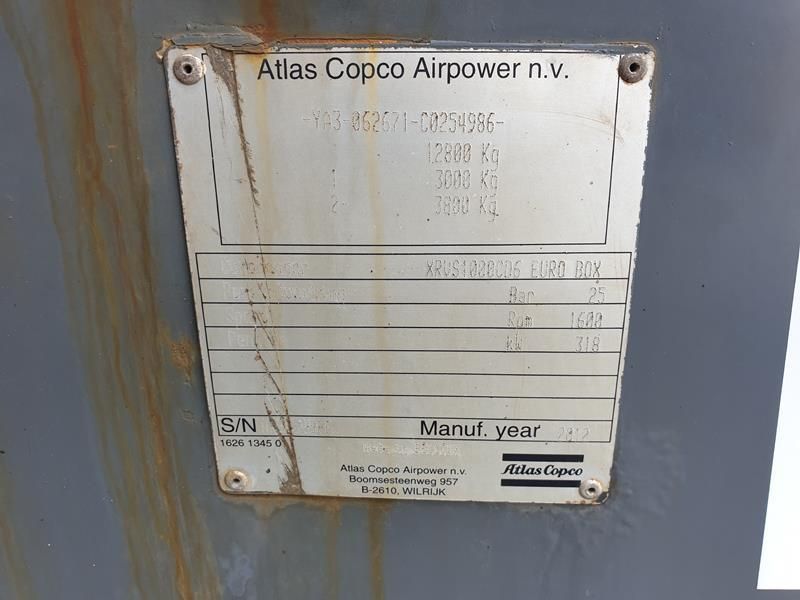 Atlas Copco Airpower n.v.
-YA3-062671-C0254986-
12800 Kg
1 3000 Kg
2 3800 Kg
XRVS1000CD6 EURO BOX
Bar 25
Rpm 1600
kW 318
S/N Manuf. year 2012
1626 1345 0
Atlas Copco Airpower n.v.
Boomsesteenweg 957
B-2610, WILRIJK
Atlas Copco